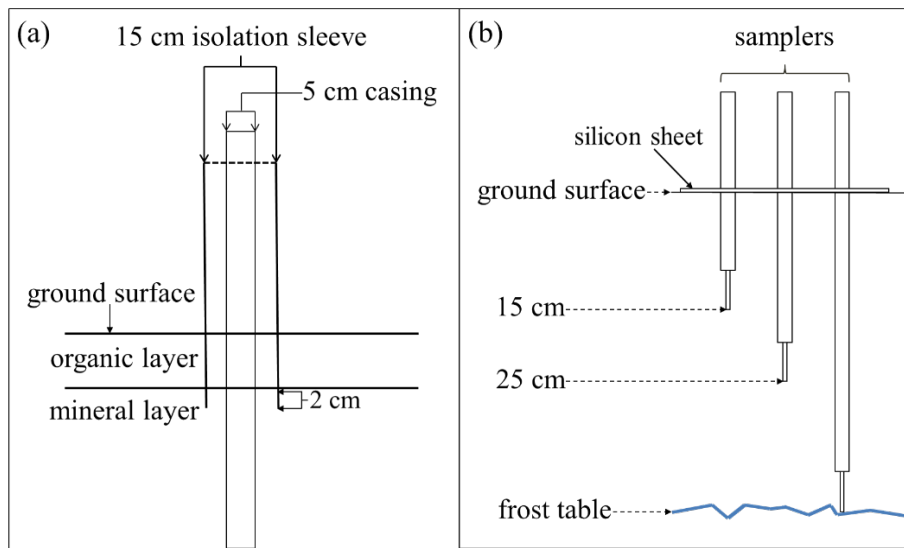 (a)
15 cm isolation sleeve
5 cm casing
ground surface
organic layer
mineral layer
2 cm
(b)
samplers
silicon sheet
ground surface
15 cm
25 cm
frost table